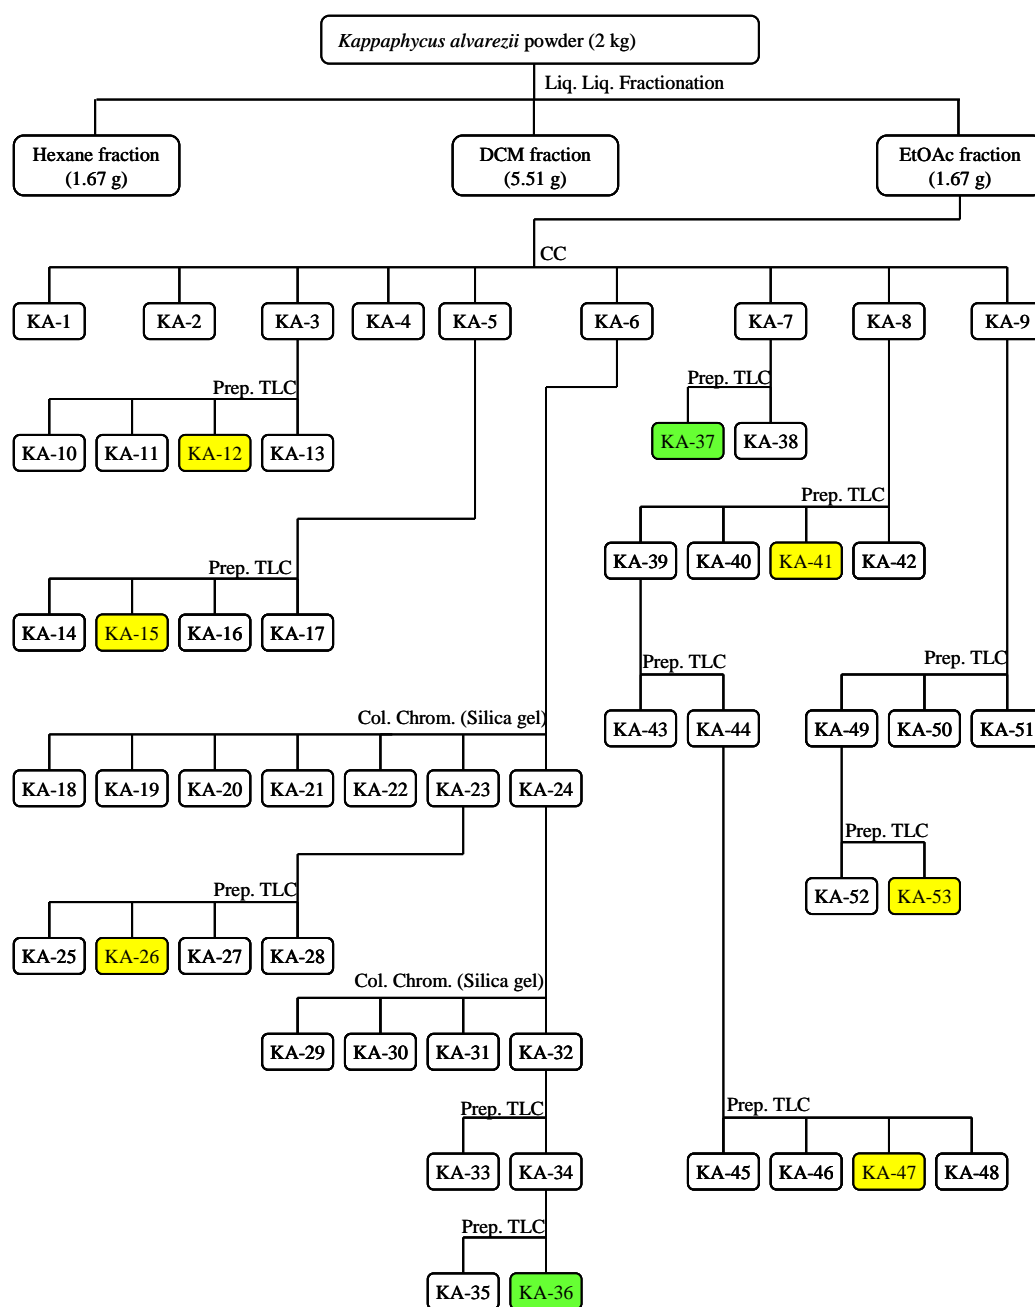 Kappaphycus alvarezii powder (2 kg)
Liq. Liq. Fractionation
Hexane fraction
(1.67 g)
DCM fraction
(5.51 g)
EtOAc fraction
(1.67 g)
CC
KA-1 KA-2 KA-3 KA-4 KA-5 KA-6 KA-7 KA-8 KA-9
Prep. TLC
Prep. TLC
KA-10 KA-11 KA-12 KA-13
KA-37 KA-38
Prep. TLC
KA-39 KA-40 KA-41 KA-42
Prep. TLC
KA-14 KA-15 KA-16 KA-17
Prep. TLC
Prep. TLC
Col. Chrom. (Silica gel)
KA-43 KA-44
KA-49 KA-50 KA-51
KA-18 KA-19 KA-20 KA-21 KA-22 KA-23 KA-24
Prep. TLC
Prep. TLC
KA-52 KA-53
KA-25 KA-26 KA-27 KA-28
Col. Chrom. (Silica gel)
KA-29 KA-30 KA-31 KA-32
Prep. TLC
Prep. TLC
KA-33 KA-34
KA-45 KA-46 KA-47 KA-48
Prep. TLC
KA-35 KA-36